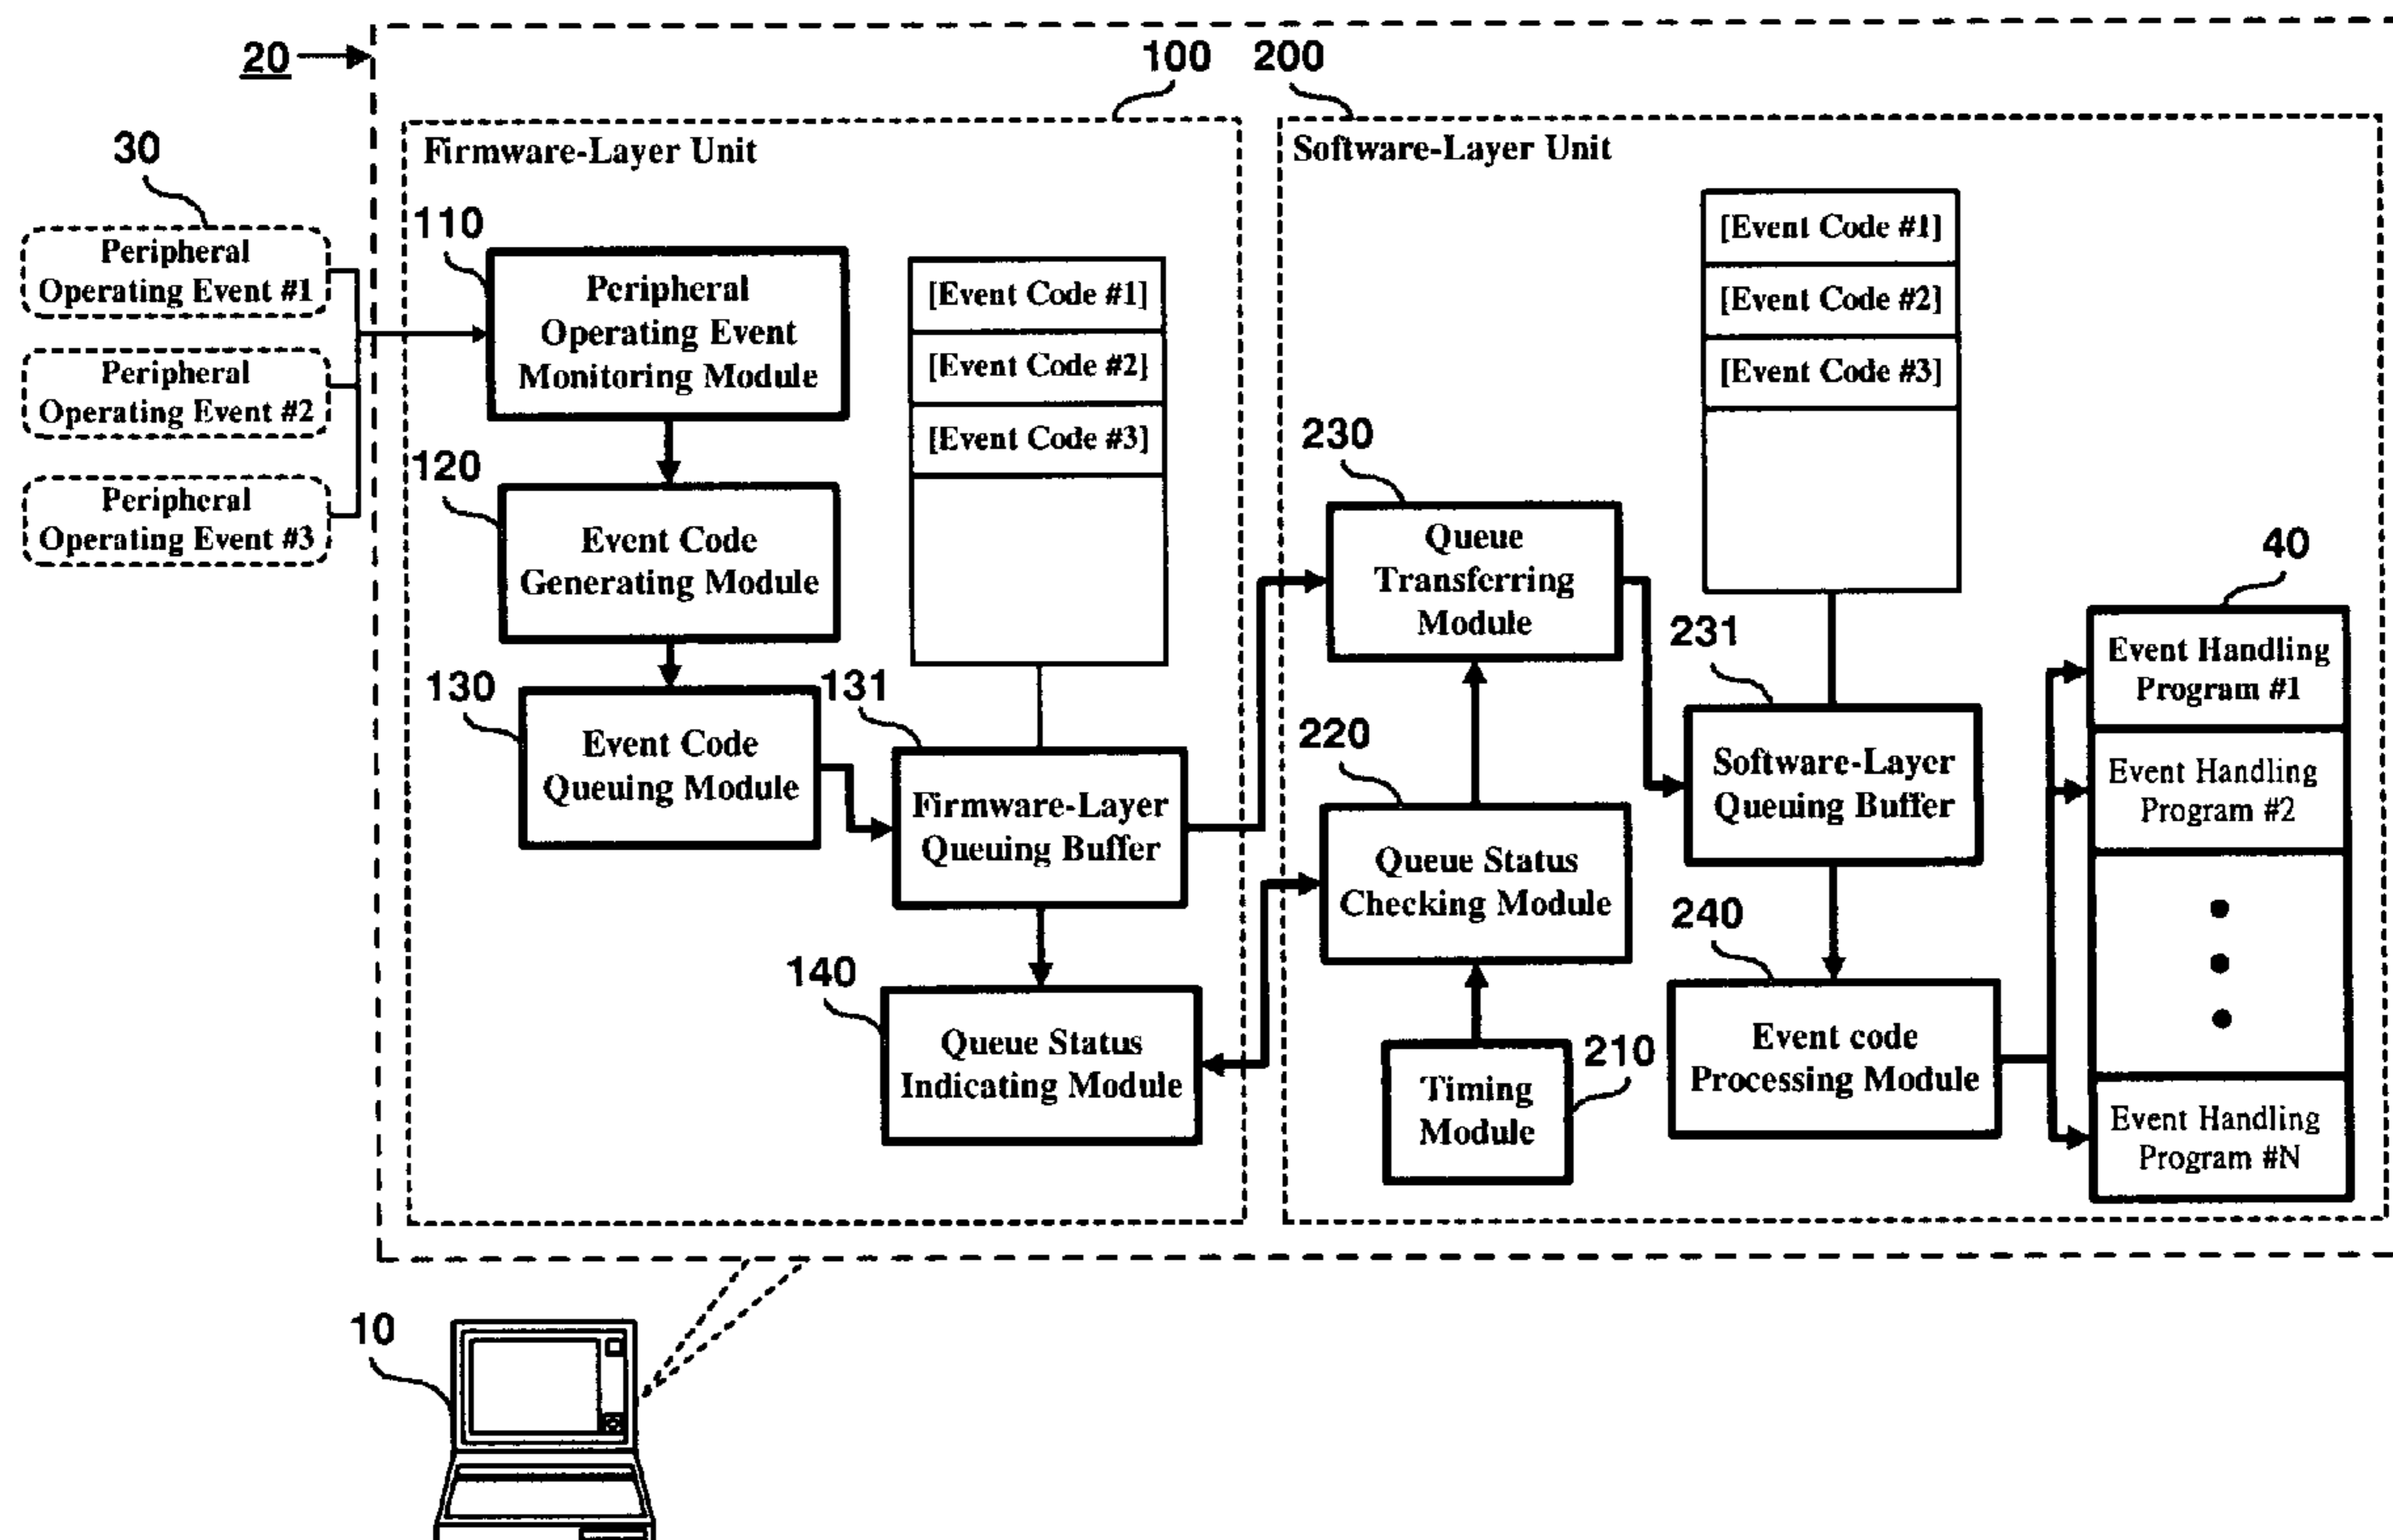 20
100
200
Firmware-Layer Unit
Software-Layer Unit
30
Peripheral
Operating Event #1
Peripheral
Operating Event #2
Peripheral
Operating Event #3
110
Peripheral
Operating Event
Monitoring Module
120
Event Code
Generating Module
130
Event Code
Queuing Module
[Event Code #1]
[Event Code #2]
[Event Code #3]
131
Firmware-Layer
Queuing Buffer
140
Queue Status
Indicating Module
230
Queue
Transferring
Module
220
Queue Status
Checking Module
210
Timing
Module
[Event Code #1]
[Event Code #2]
[Event Code #3]
231
Software-Layer
Queuing Buffer
240
Event code
Processing Module
40
Event Handling
Program #1
Event Handling
Program #2
Event Handling
Program #N
10